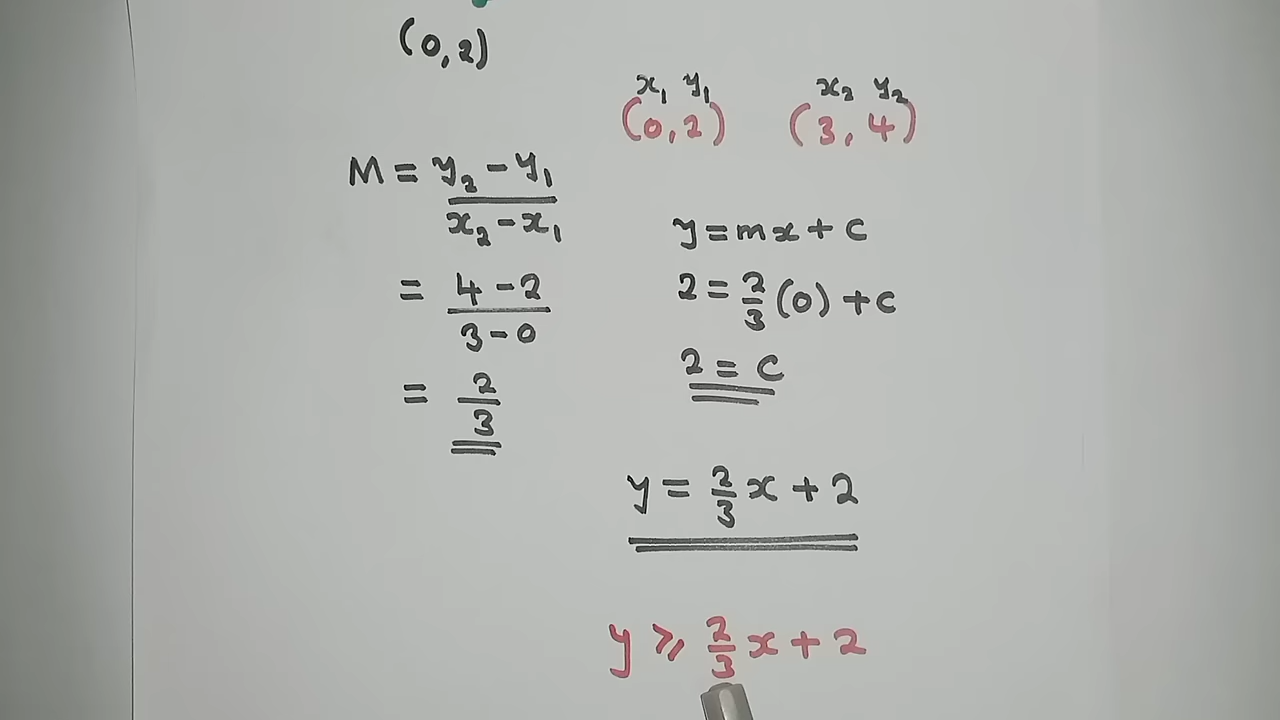 (0,2)
x₁ y₁ x₂ y₂
(0,2) (3,4)
M = y₂ - y₁ / x₂ - x₁
= 4 - 2 / 3 - 0
= 2/3
y = mx + c
2 = 2/3 (0) + c
2 = c
y = 2/3 x + 2
y ⩾ 2/3 x + 2